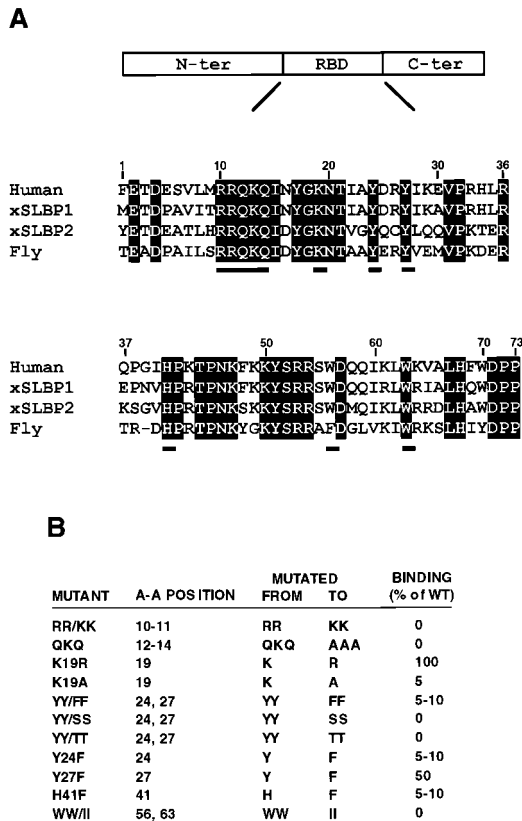 A
N-ter RBD C-ter
1 10 20 30 36
Human FETDESVLMRRQKQINYGKNTIAYDRYIKEVPRHLR
xSLBP1 METDPAVITRRQKQINYGKNTIAYDRYIKAVPRHLR
xSLBP2 YETDEATLHRRQKQIDYGKNTVGYQCYLQQVPKTER
Fly TEADPAILSRRQKQIDYGKNTAAYERYVEMVPKDER
37 50 60 70 73
Human QPGIHPKTPNKFKKYSRRSWDQQIKLWKVALHFWDPP
xSLBP1 EPNVHPRTPNKFKKYSRRSWDQQIRLWRIALHQWDPP
xSLBP2 KSGVHPRTPNKSKKYSRRSWDMQIKLWRRDLHAWDPP
Fly TR-DHPRTPNKYGKYSRRAFDGLVKIWRKSLHIYDPP
B
MUTATED BINDING
MUTANT A-A POSITION FROM TO (% of WT)
RR/KK 10-11 RR KK 0
QKQ 12-14 QKQ AAA 0
K19R 19 K R 100
K19A 19 K A 5
YY/FF 24, 27 YY FF 5-10
YY/SS 24, 27 YY SS 0
YY/TT 24, 27 YY TT 0
Y24F 24 Y F 5-10
Y27F 27 Y F 50
H41F 41 H F 5-10
WW/II 56, 63 WW II 0